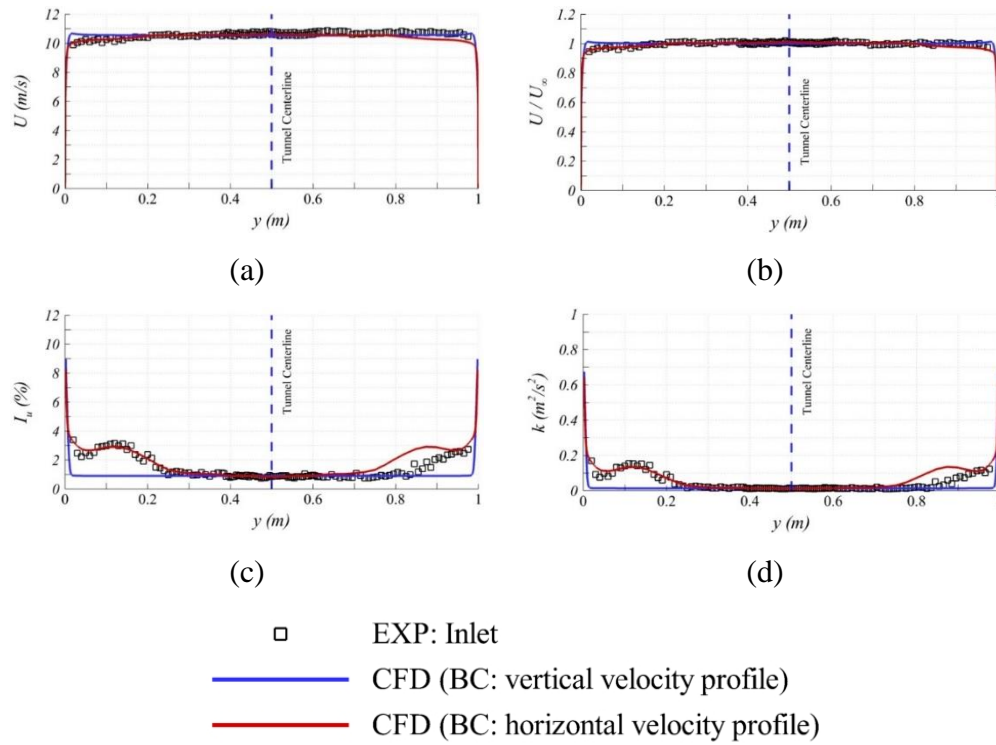 12
10
8
6
4
2
0
U (m/s)
Tunnel Centerline
0 0.2 0.4 0.6 0.8 1
y (m)
(a)
1.2
1
0.8
0.6
0.4
0.2
0
U / U∞
Tunnel Centerline
0 0.2 0.4 0.6 0.8
y (m)
(b)
12
10
8
6
4
2
0
I_u (%)
Tunnel Centerline
0 0.2 0.4 0.6 0.8 1
y (m)
(c)
1
0.8
0.6
0.4
0.2
0
k (m²/s²)
Tunnel Centerline
0 0.2 0.4 0.6 0.8
y (m)
(d)
EXP: Inlet
CFD (BC: vertical velocity profile)
CFD (BC: horizontal velocity profile)